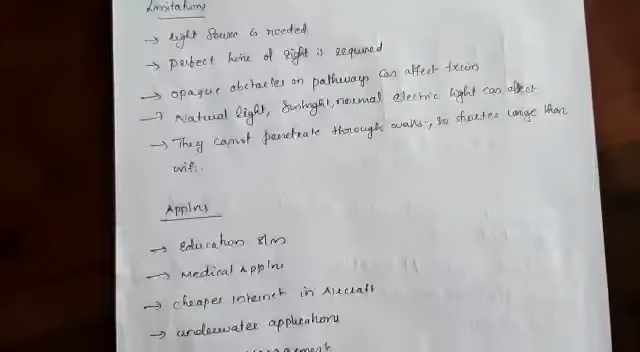 Limitations
→ Light Source is needed
→ perfect line of sight is required
→ opaque obstacles on pathways can affect txion
→ Natural light, Sunlight, normal electric light can affect
→ They cannot penetrate through walls, so shorter range than
wifi.
Applns
→ Education s/m
→ Medical Applns
→ cheaper internet in Aircraft
→ underwater applications
management